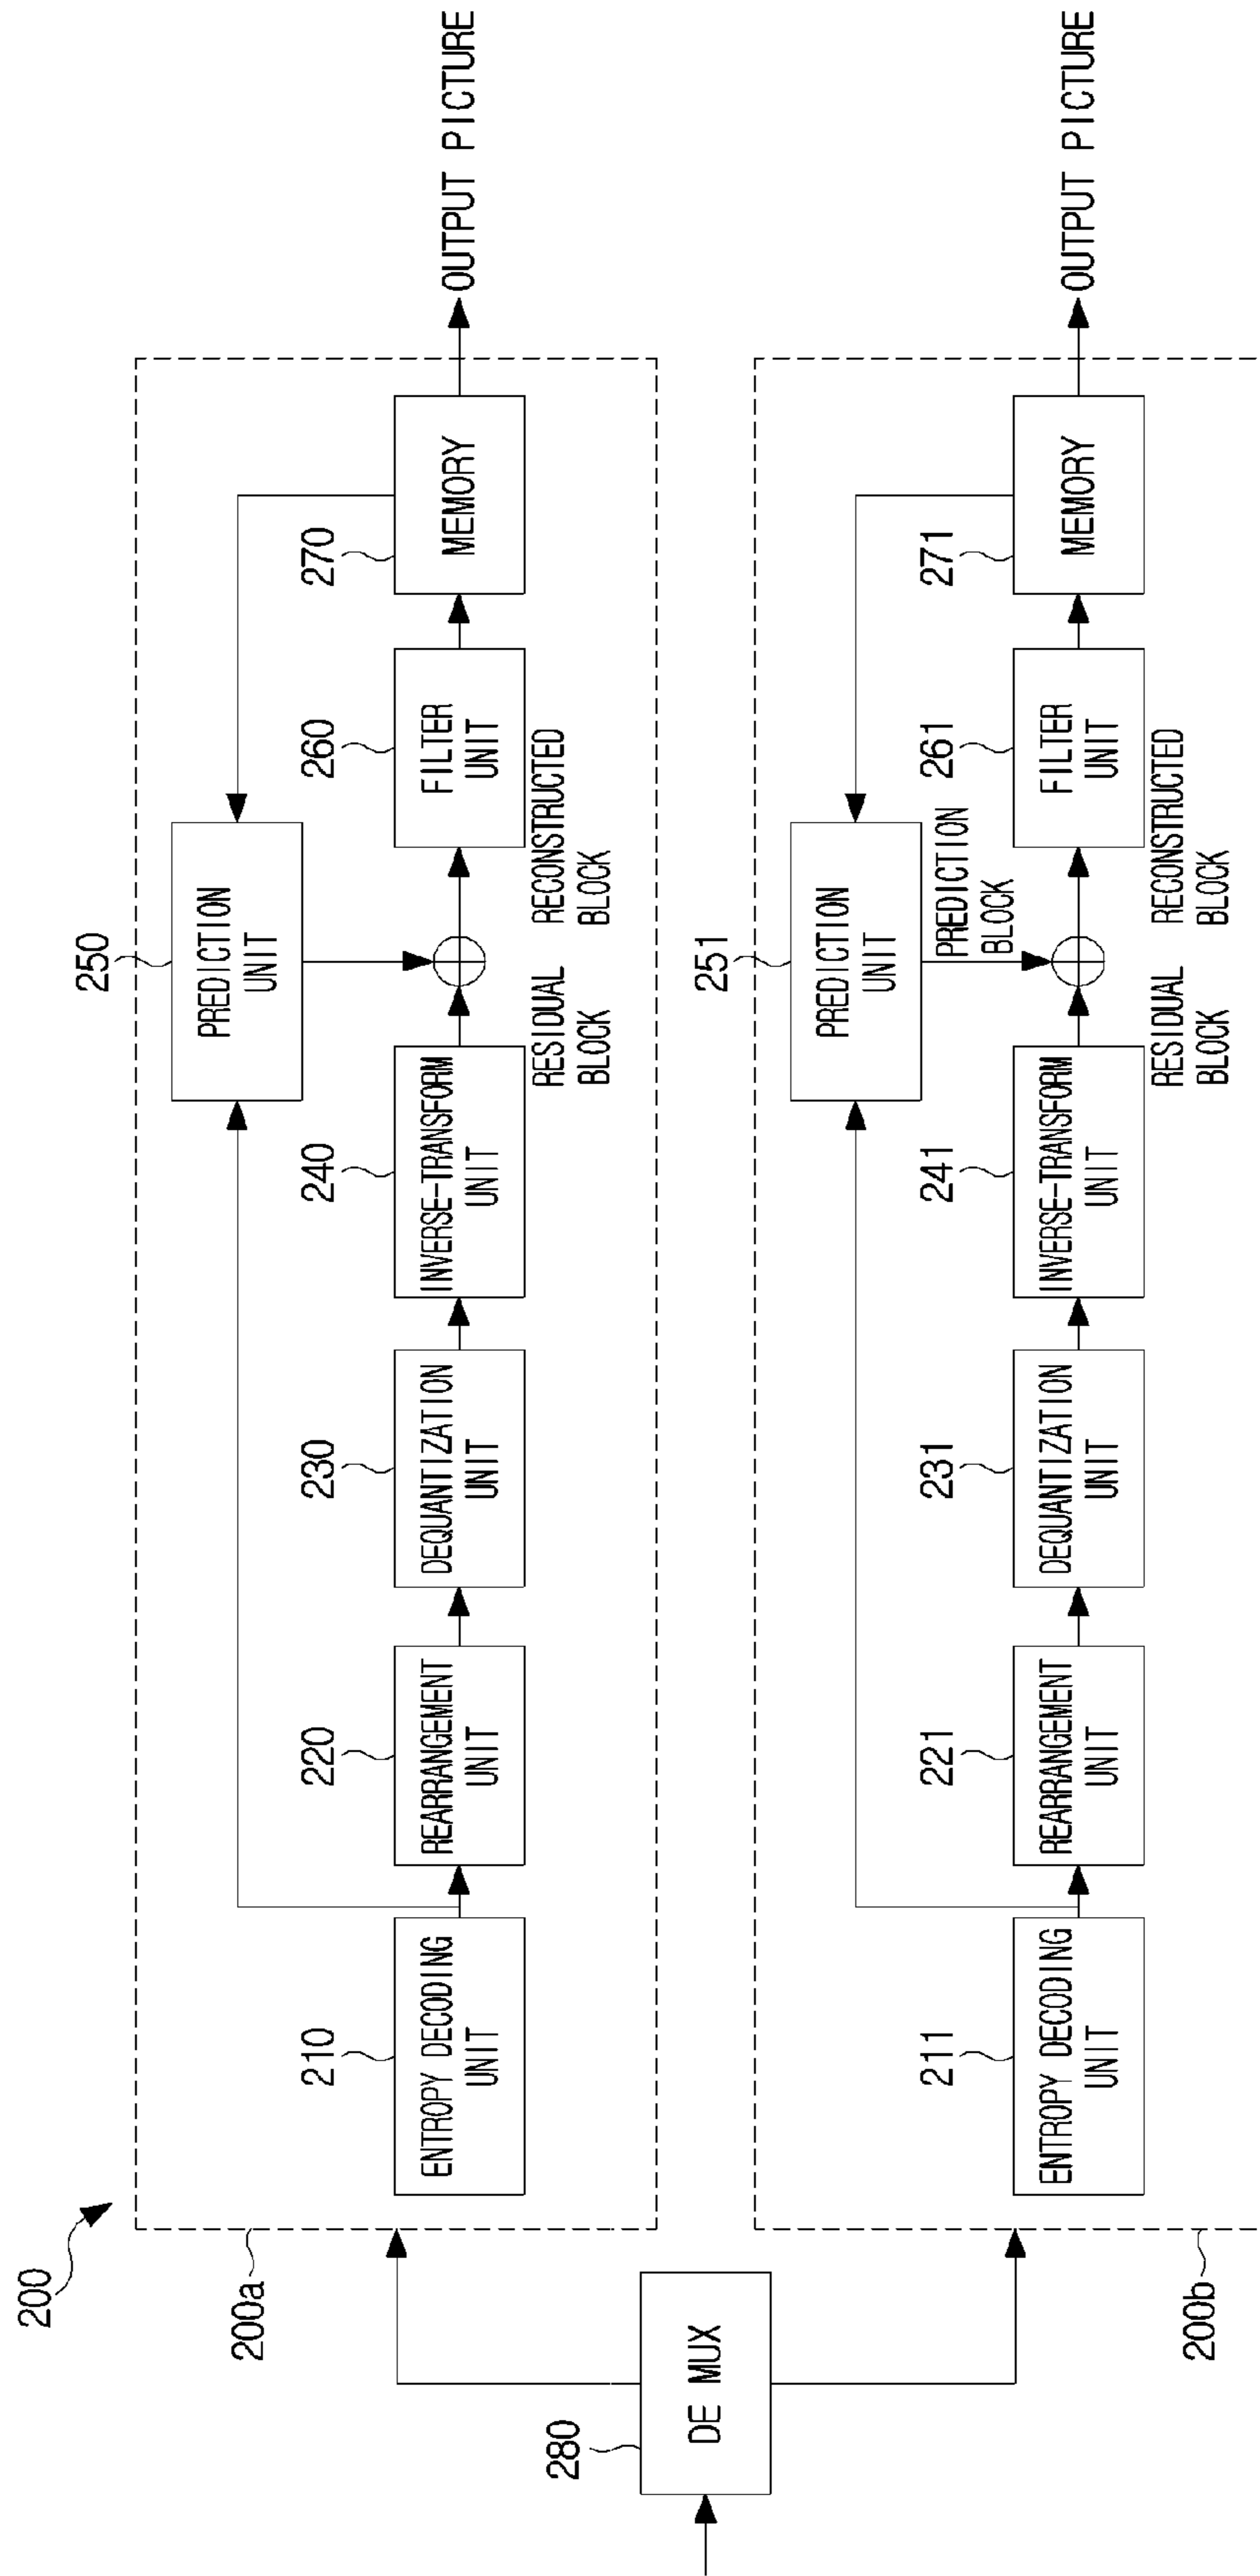 200
200a
250
PREDICTION
UNIT
210
ENTROPY DECODING
UNIT
220
REARRANGEMENT
UNIT
230
DEQUANTIZATION
UNIT
240
INVERSE-TRANSFORM
UNIT
RESIDUAL
BLOCK
RECONSTRUCTED
BLOCK
260
FILTER
UNIT
270
MEMORY
OUTPUT PICTURE
280
DE MUX
200b
251
PREDICTION
UNIT
PREDICTION
BLOCK
211
ENTROPY DECODING
UNIT
221
REARRANGEMENT
UNIT
231
DEQUANTIZATION
UNIT
241
INVERSE-TRANSFORM
UNIT
RESIDUAL
BLOCK
RECONSTRUCTED
BLOCK
261
FILTER
UNIT
271
MEMORY
OUTPUT PICTURE